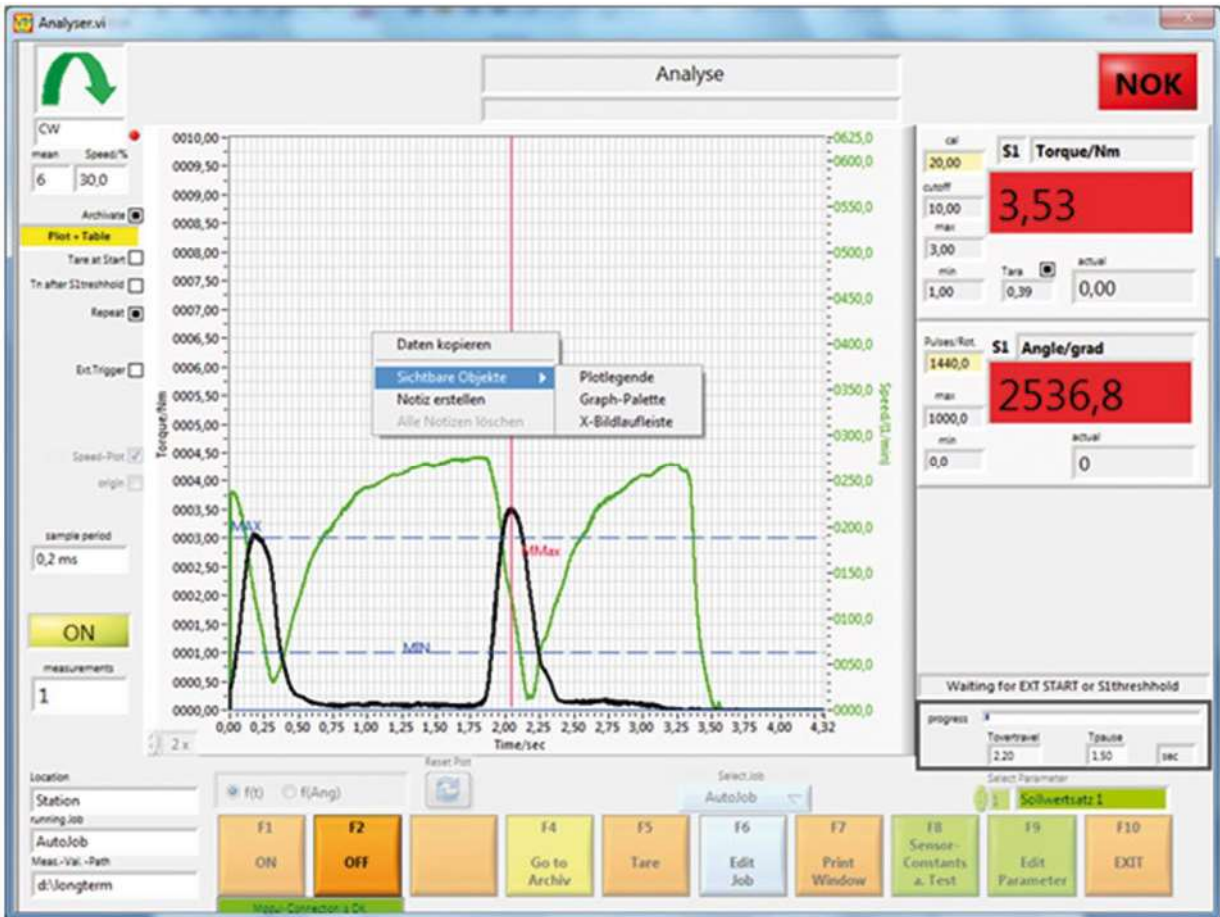 Analyser.vi
Analyse
NOK
CW
mean Speed/%
6 30,0
Archivate
Plot + Table
Tare at Start
Tn after S1treshhold
Repeat
Ext.Trigger
Speed-Plot
origin
sample period
0,2 ms
ON
measurements
1
0010,00
0009,50
0009,00
0008,50
0008,00
0007,50
0007,00
0006,50
0006,00
0005,50
0005,00
0004,50
0004,00
0003,50
0003,00
0002,50
0002,00
0001,50
0001,00
0000,50
0000,00
Torque/Nm
MAX
MIN
MMax
Daten kopieren
Sichtbare Objekte
Notiz erstellen
Alle Notizen löschen
Plotlegende
Graph-Palette
X-Bildlaufleiste
0625,0
0600,0
0550,0
0500,0
0450,0
0400,0
0350,0
0300,0
0250,0
0200,0
0150,0
0100,0
0050,0
0000,0
Speed/(1/min)
0,00 0,25 0,50 0,75 1,00 1,25 1,50 1,75 2,00 2,25 2,50 2,75 3,00 3,25 3,50 3,75 4,00 4,32
Time/sec
2 x
cal
20,00
S1 Torque/Nm
cutoff
10,00
3,53
max
3,00
min
1,00
Tara
0,39
actual
0,00
Pulses/Rot.
1440,0
S1 Angle/grad
2536,8
max
1000,0
min
0,0
actual
0
Waiting for EXT START or S1threshhold
progress
Tovertravel Tpause
2.20 1.50 sec
Location
Station
running Job
AutoJob
Meas.-Val. -Path
d:\longterm
f(t) f(Ang)
Reset Plot
Select Job
AutoJob
Select Parameter
1 Sollwertsatz 1
F1 ON
F2 OFF
F4 Go to Archiv
F5 Tare
F6 Edit Job
F7 Print Window
F8 Sensor-Constants a. Test
F9 Edit Parameter
F10 EXIT